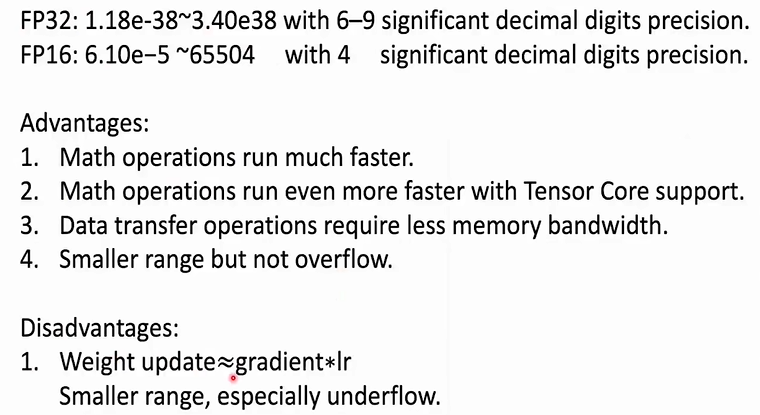 FP32: 1.18e-38~3.40e38 with 6–9 significant decimal digits precision.
FP16: 6.10e−5 ~65504 with 4 significant decimal digits precision.
Advantages:
1. Math operations run much faster.
2. Math operations run even more faster with Tensor Core support.
3. Data transfer operations require less memory bandwidth.
4. Smaller range but not overflow.
Disadvantages:
1. Weight update≈gradient*lr
Smaller range, especially underflow.